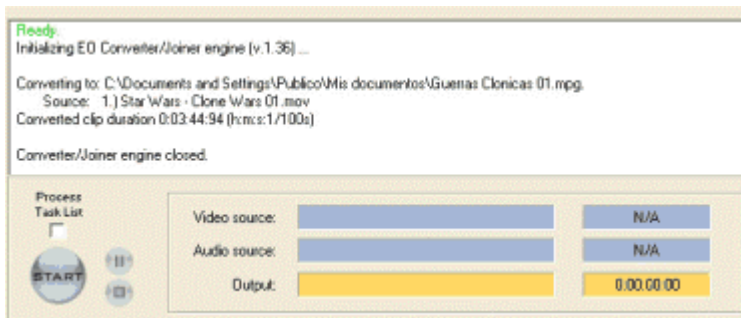 Ready.
Initializing EO Converter/Joiner engine (v.1.36) ...
Converting to: C:\Documents and Settings\Publico\Mis documentos\Guerras Clonicas 01.mpg.
Source: 1.) Star Wars - Clone Wars 01.mov
Converted clip duration 0:03:44:94 (h:m:s:1/100s)
Converter/Joiner engine closed.
Process
Task List
START
Video source:
N/A
Audio source:
N/A
Output:
0:00:00:00